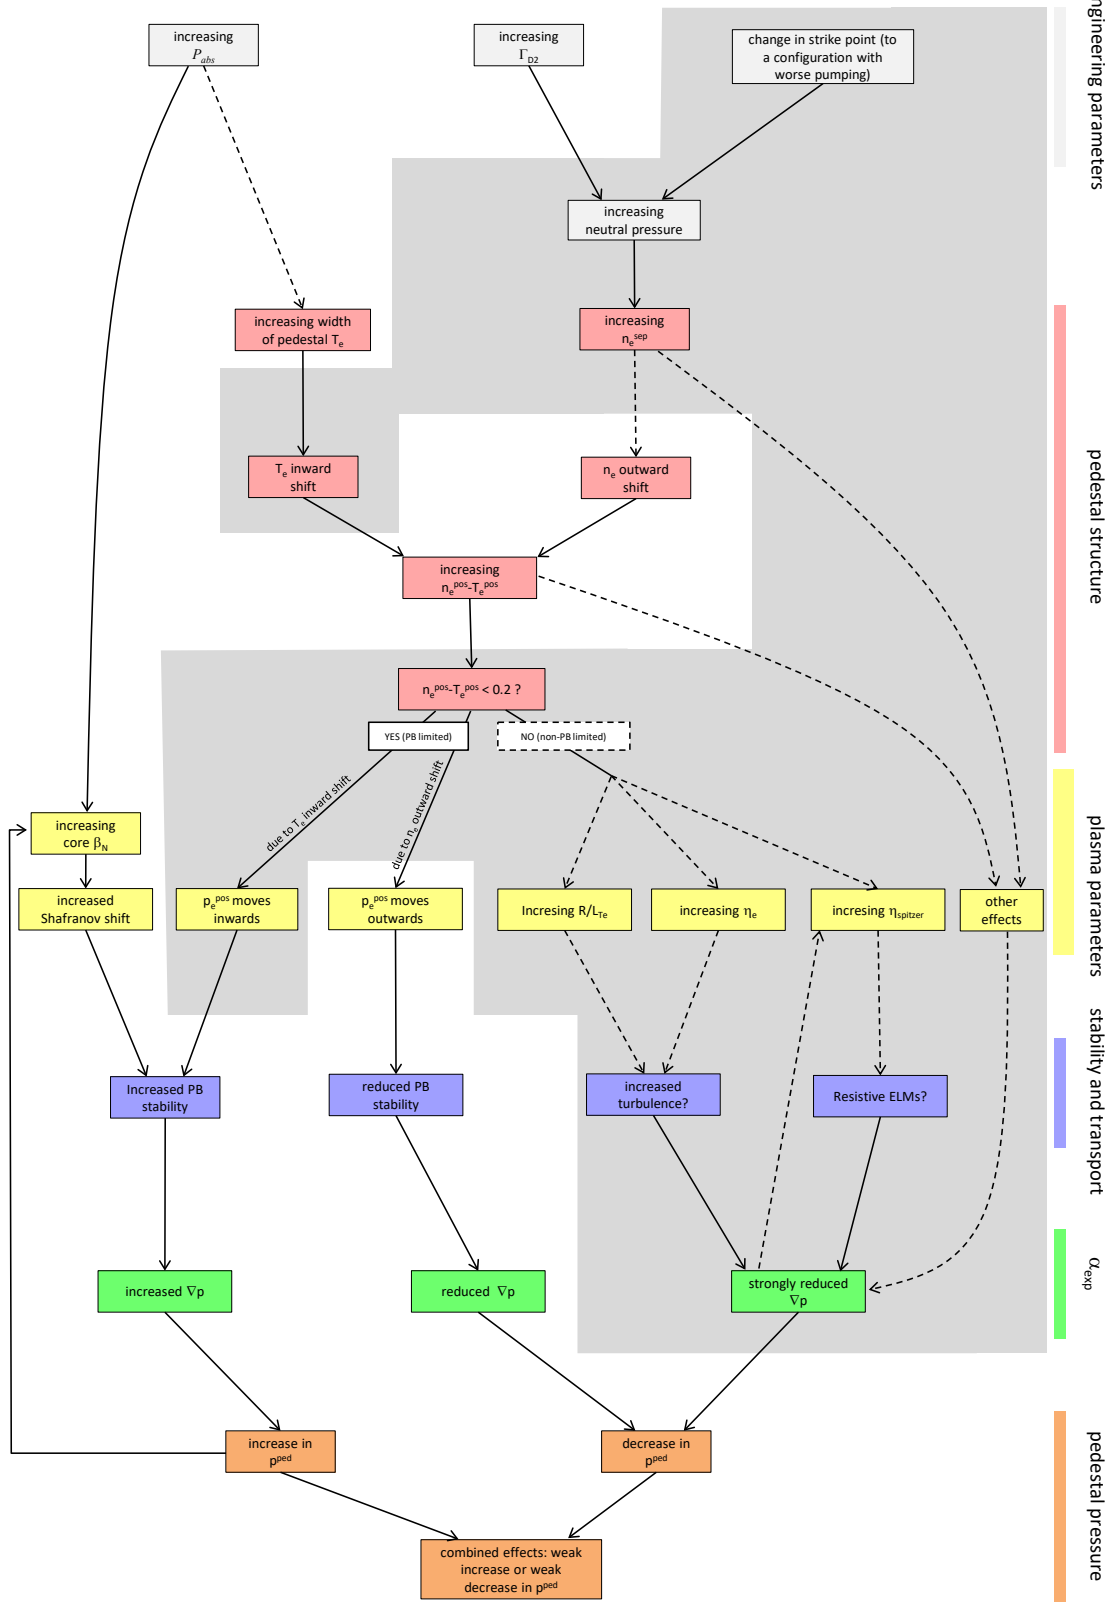 increasing
P_abs
increasing
Γ_D2
change in strike point (to
a configuration with
worse pumping)
ngineering parameters
increasing
neutral pressure
increasing width
of pedestal T_e
increasing
n_e^sep
T_e inward
shift
n_e outward
shift
pedestal structure
increasing
n_e^pos-T_e^pos
n_e^pos-T_e^pos < 0.2 ?
YES (PB limited)
NO (non-PB limited)
due to T_e inward shift
due to n_e outward shift
increasing
core β_N
increased
Shafranov shift
p_e^pos moves
inwards
p_e^pos moves
outwards
Incresing R/L_Te
increasing η_e
incresing η_spitzer
other
effects
plasma parameters
Increased PB
stability
reduced PB
stability
increased
turbulence?
Resistive ELMs?
stability and transport
increased ∇p
reduced ∇p
strongly reduced
∇p
α_exp
increase in
p^ped
decrease in
p^ped
combined effects: weak
increase or weak
decrease in p^ped
pedestal pressure